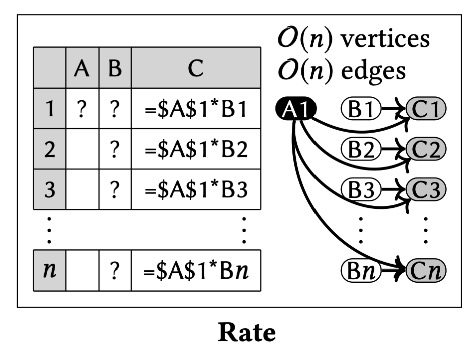 O(n) vertices
O(n) edges
A B C
1 ? ? =$A$1*B1
2 ? =$A$1*B2
3 ? =$A$1*B3
⋮ ⋮
n ? =$A$1*Bn
A1 B1 C1
B2 C2
B3 C3
⋮ ⋮
Bn Cn
Rate